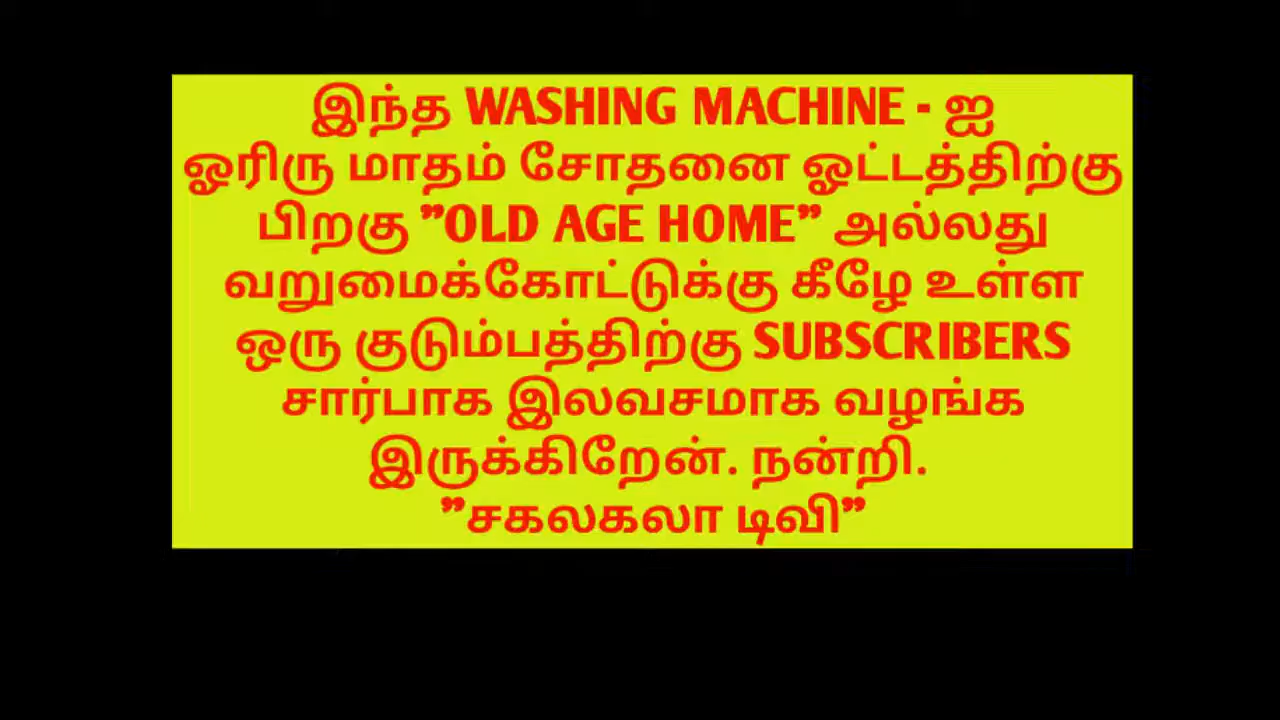 இந்த WASHING MACHINE - ஐ
ஓரிரு மாதம் சோதனை ஓட்டத்திற்கு
பிறகு "OLD AGE HOME" அல்லது
வறுமைக்கோட்டுக்கு கீழே உள்ள
ஒரு குடும்பத்திற்கு SUBSCRIBERS
சார்பாக இலவசமாக வழங்க
இருக்கிறேன். நன்றி.
"சகலகலா டிவி"